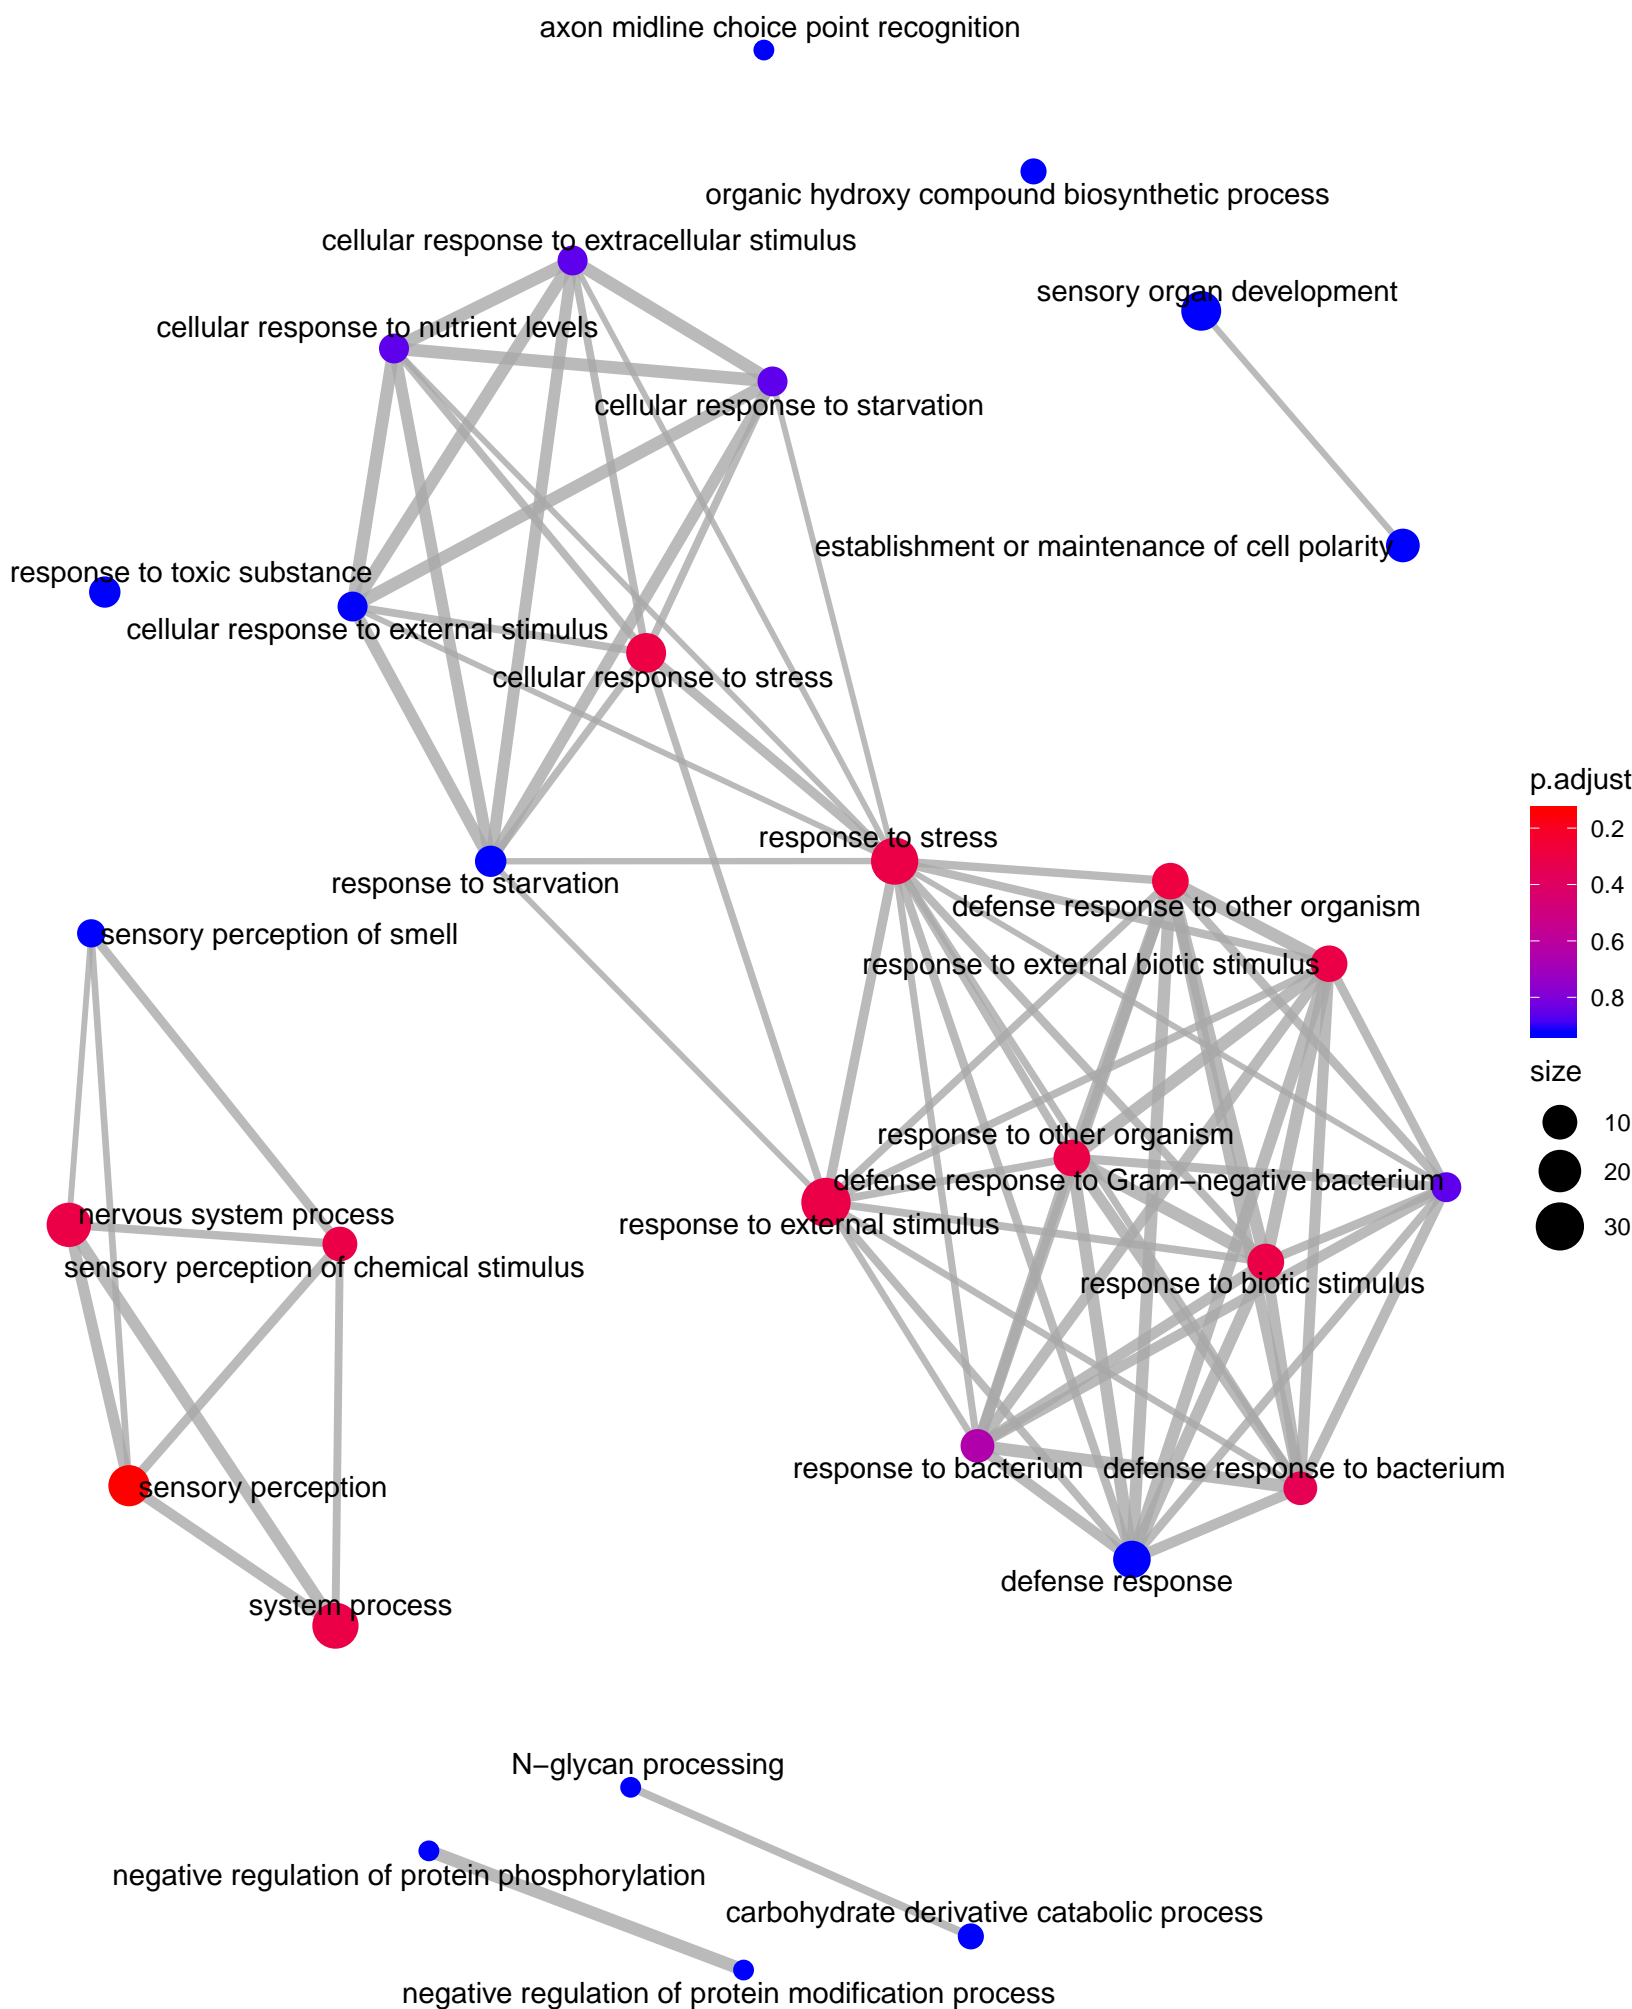 axon midline choice point recognition
organic hydroxy compound biosynthetic process
cellular response to extracellular stimulus
sensory organ development
cellular response to nutrient levels
cellular response to starvation
establishment or maintenance of cell polarity
response to toxic substance
cellular response to external stimulus
cellular response to stress
p.adjust
0.2
0.4
0.6
0.8
size
10
20
30
response to stress
response to starvation
defense response to other organism
sensory perception of smell
response to external biotic stimulus
response to other organism
defense response to Gram−negative bacterium
nervous system process
response to external stimulus
sensory perception of chemical stimulus
response to biotic stimulus
response to bacterium
defense response to bacterium
sensory perception
defense response
system process
N−glycan processing
negative regulation of protein phosphorylation
carbohydrate derivative catabolic process
negative regulation of protein modification process